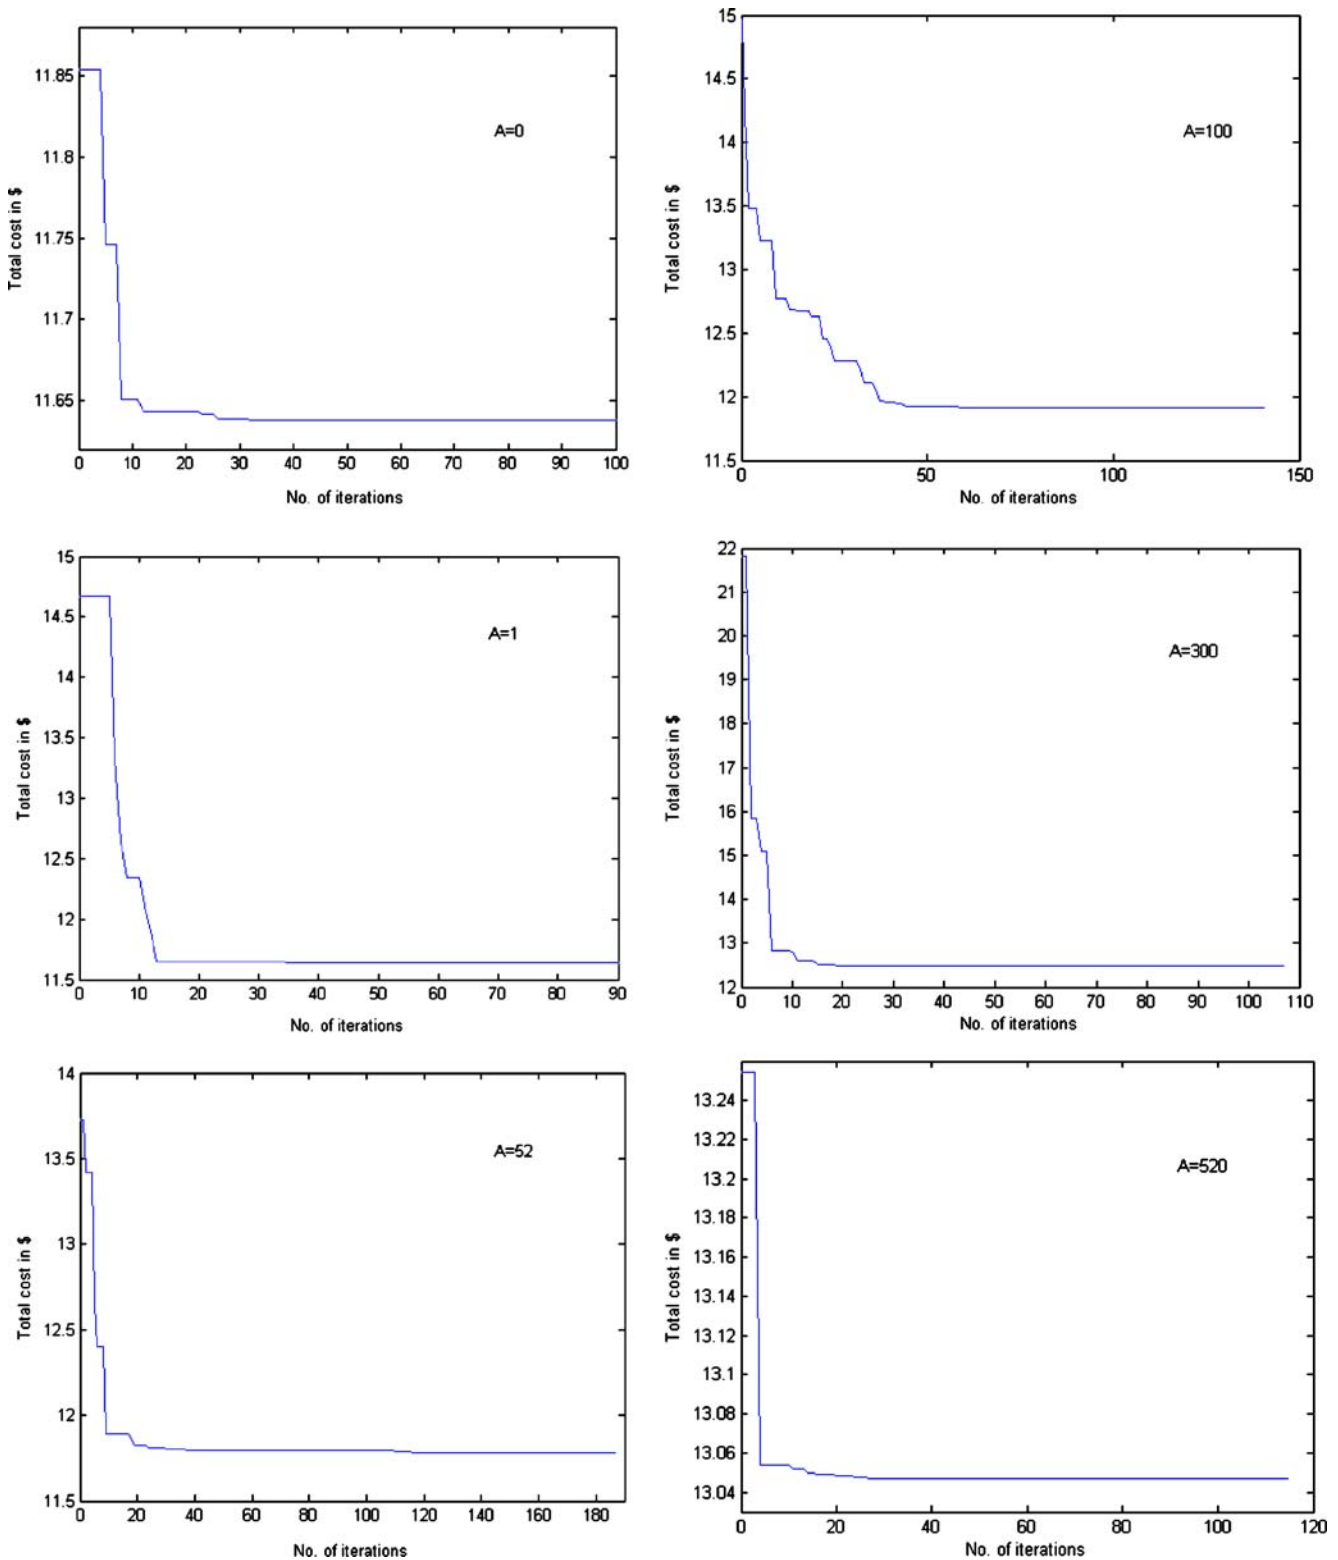 11.85
11.8
11.75
11.7
11.65
0 10 20 30 40 50 60 70 80 90 100
Total cost in $
No. of iterations
A=0
15
14.5
14
13.5
13
12.5
12
11.5
0 50 100 150
Total cost in $
No. of iterations
A=100
15
14.5
14
13.5
13
12.5
12
11.5
0 10 20 30 40 50 60 70 80 90
Total cost in $
No. of iterations
A=1
22
21
20
19
18
17
16
15
14
13
12
0 10 20 30 40 50 60 70 80 90 100 110
Total cost in $
No. of iterations
A=300
14
13.5
13
12.5
12
11.5
0 20 40 60 80 100 120 140 160 180
Total cost in $
No. of iterations
A=52
13.24
13.22
13.2
13.18
13.16
13.14
13.12
13.1
13.08
13.06
13.04
0 20 40 60 80 100 120
Total cost in $
No. of iterations
A=520